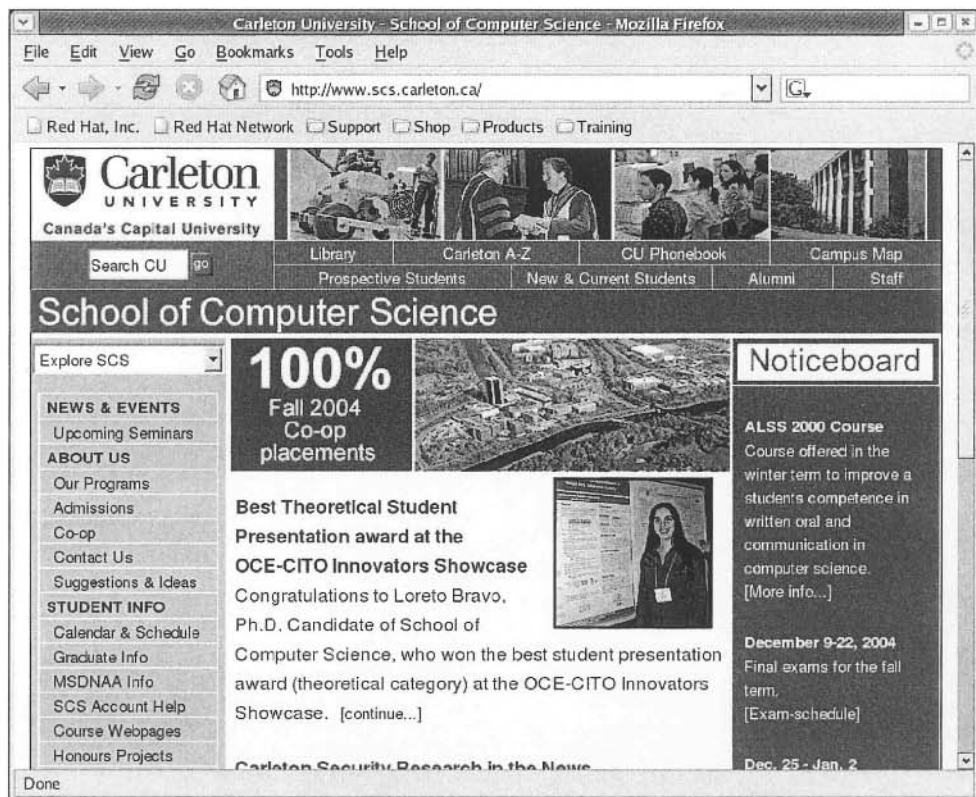 Carleton University - School of Computer Science - Mozilla Firefox
File Edit View Go Bookmarks Tools Help
http://www.scs.carleton.ca/
G
Red Hat, Inc. Red Hat Network Support Shop Products Training
Carleton
UNIVERSITY
Canada's Capital University
Search CU go
Library Carleton A-Z CU Phonebook Campus Map
Prospective Students New & Current Students Alumni Staff
School of Computer Science
Explore SCS
NEWS & EVENTS
Upcoming Seminars
ABOUT US
Our Programs
Admissions
Co-op
Contact Us
Suggestions & Ideas
STUDENT INFO
Calendar & Schedule
Graduate Info
MSDNAA Info
SCS Account Help
Course Webpages
Honours Projects
100%
Fall 2004
Co-op
placements
Best Theoretical Student
Presentation award at the
OCE-CITO Innovators Showcase
Congratulations to Loreto Bravo,
Ph.D. Candidate of School of
Computer Science, who won the best student presentation
award (theoretical category) at the OCE-CITO Innovators
Showcase. [continue...]
Carleton Security Research in the News
Noticeboard
ALSS 2000 Course
Course offered in the
winter term to improve a
students competence in
written oral and
communication in
computer science.
[More info...]
December 9-22, 2004
Final exams for the fall
term.
[Exam-schedule]
Dec. 25 - Jan. 2
Done